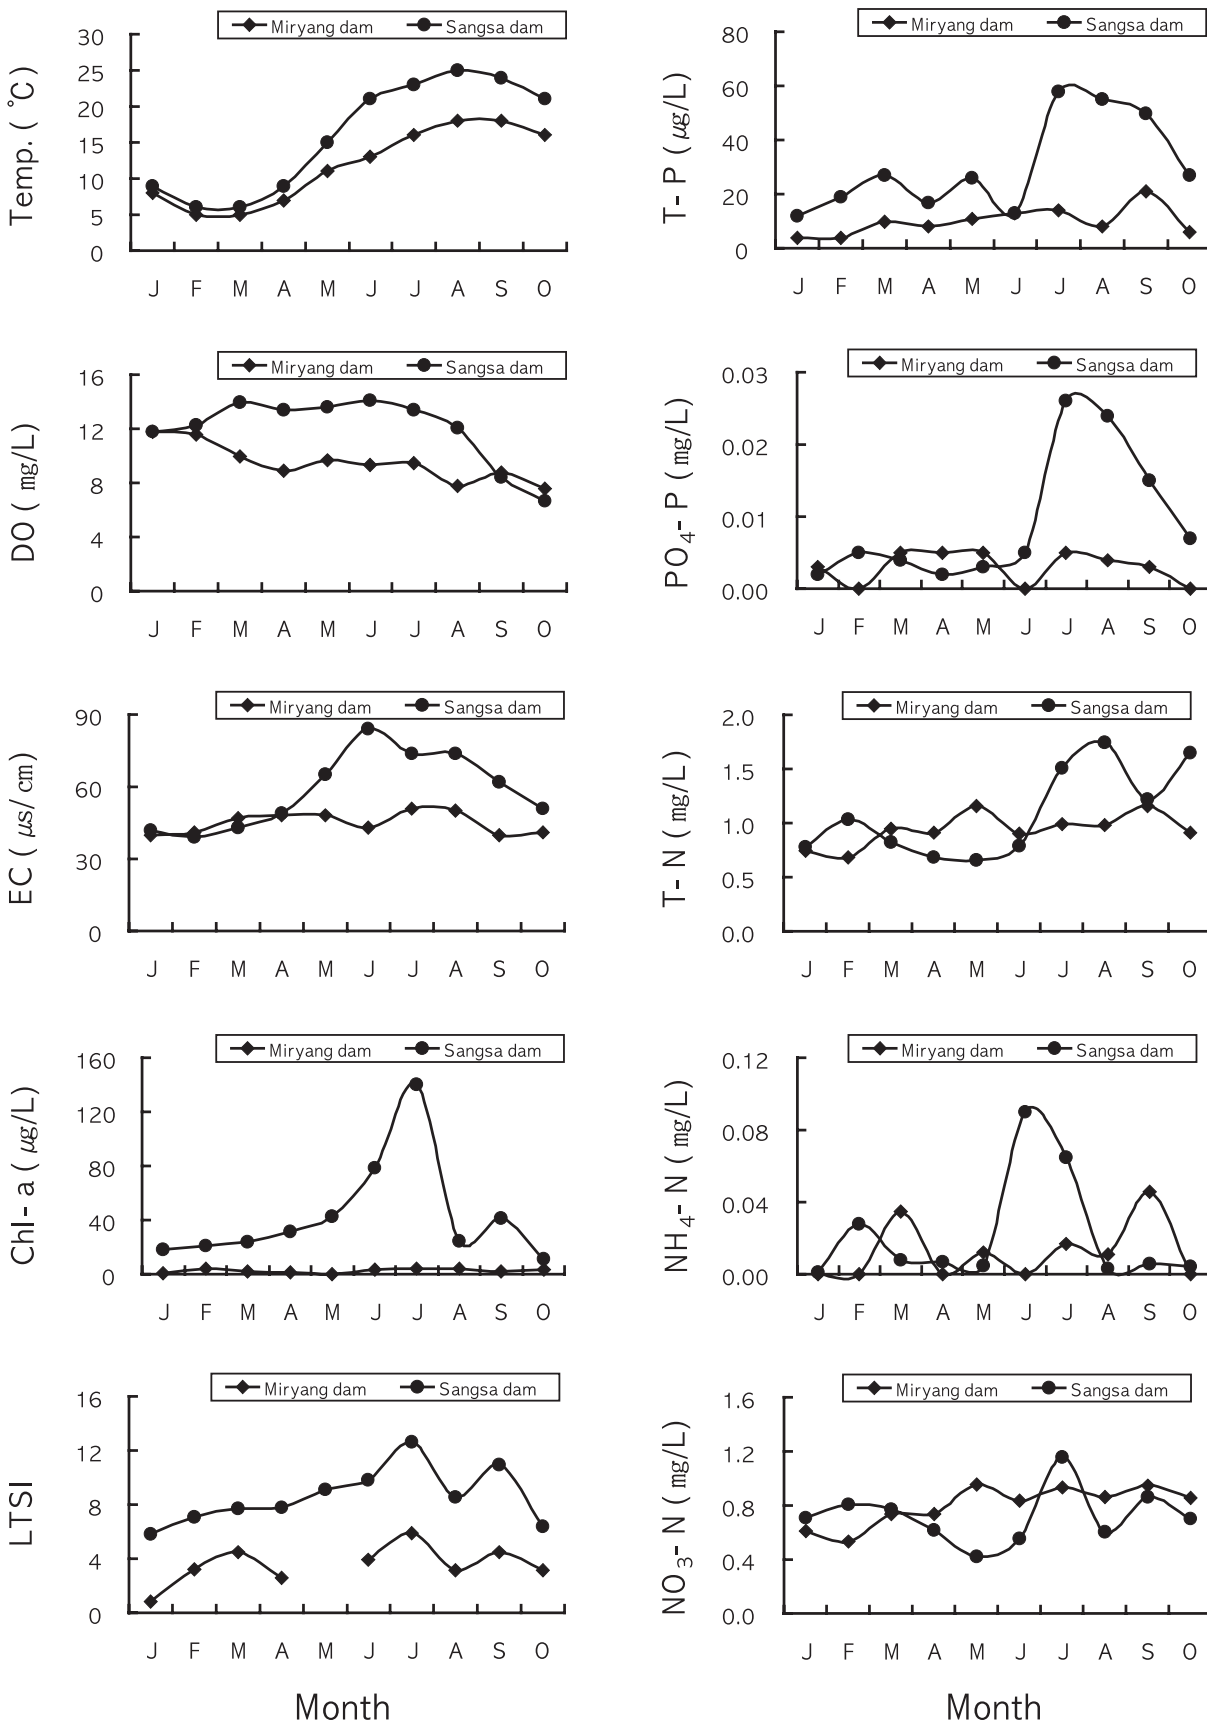 Miryang dam Sangsa dam
Temp. ( °C)
30
25
20
15
10
5
0
J F M A M J J A S O
Miryang dam Sangsa dam
T- P ( μg/L)
80
60
40
20
0
J F M A M J J A S O
Miryang dam Sangsa dam
DO ( mg/L)
16
12
8
4
0
J F M A M J J A S O
Miryang dam Sangsa dam
PO4- P ( mg/L)
0.03
0.02
0.01
0.00
J F M A M J J A S O
Miryang dam Sangsa dam
EC ( μs/ cm)
90
60
30
0
J F M A M J J A S O
Miryang dam Sangsa dam
T- N ( mg/L)
2.0
1.5
1.0
0.5
0.0
J F M A M J J A S O
Miryang dam Sangsa dam
Chl- a ( μg/L)
160
120
80
40
0
J F M A M J J A S O
Miryang dam Sangsa dam
NH4- N ( mg/L)
0.12
0.08
0.04
0.00
J F M A M J J A S O
Miryang dam Sangsa dam
LTSI
16
12
8
4
0
J F M A M J J A S O
Month
Miryang dam Sangsa dam
NO3- N ( mg/L)
1.6
1.2
0.8
0.4
0.0
J F M A M J J A S O
Month